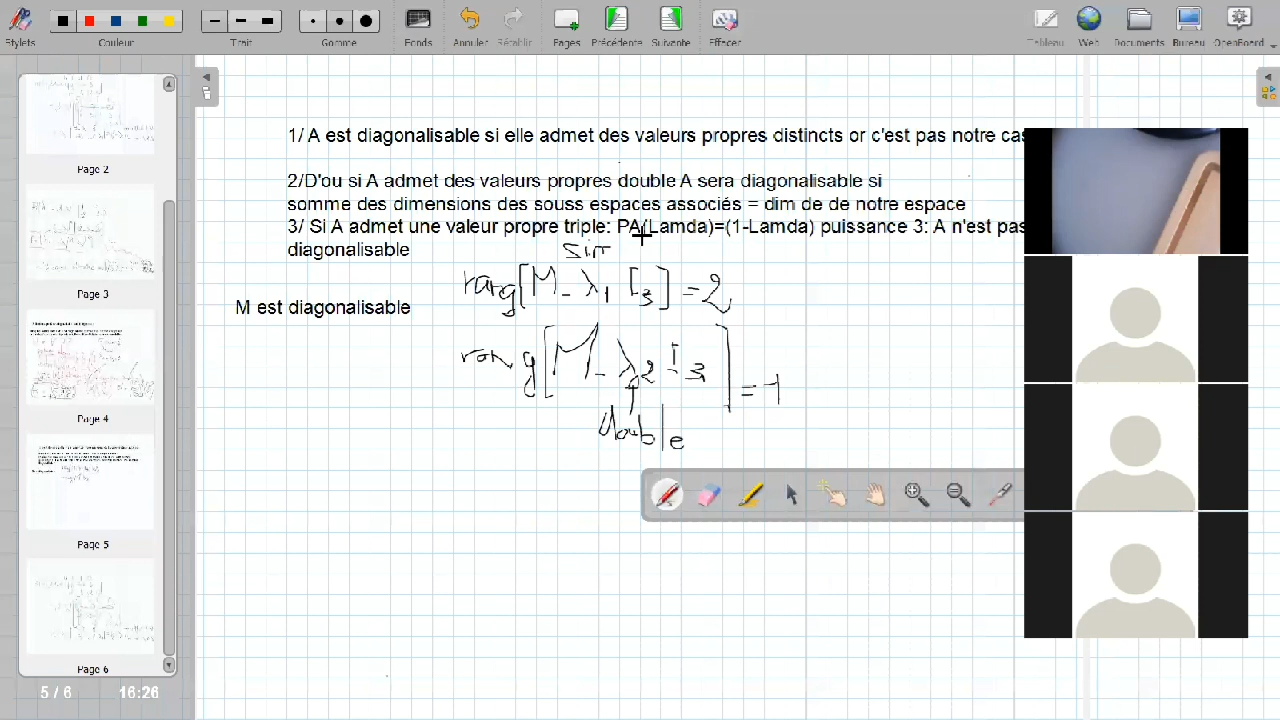 Stylets Couleur Trait Gomme Fonds Annuler Rétablir Pages Précédente Suivante Effacer Tableau Web Documents Bureau OpenBoard
Page 2
Page 3
Page 4
Page 5
Page 6
5 / 6 16:26
1/ A est diagonalisable si elle admet des valeurs propres distincts or c'est pas notre cas
2/D'ou si A admet des valeurs propres double A sera diagonalisable si
somme des dimensions des souss espaces associés = dim de de notre espace
3/ Si A admet une valeur propre triple: PA(Lamda)=(1-Lamda) puissance 3: A n'est pas
diagonalisable
rang[M - λ1 I3] = 2
M est diagonalisable
rang[M - λ2 I3] = 1
double